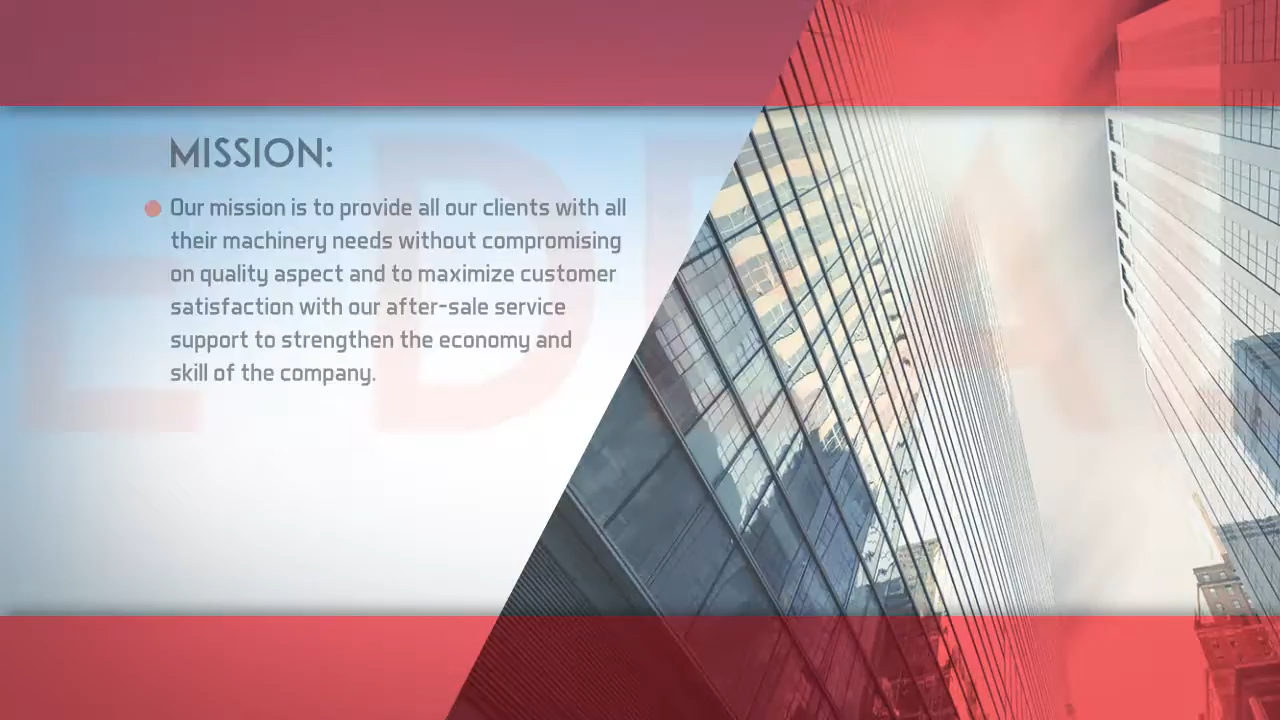 MISSION:
Our mission is to provide all our clients with all
their machinery needs without compromising
on quality aspect and to maximize customer
satisfaction with our after-sale service
support to strengthen the economy and
skill of the company.